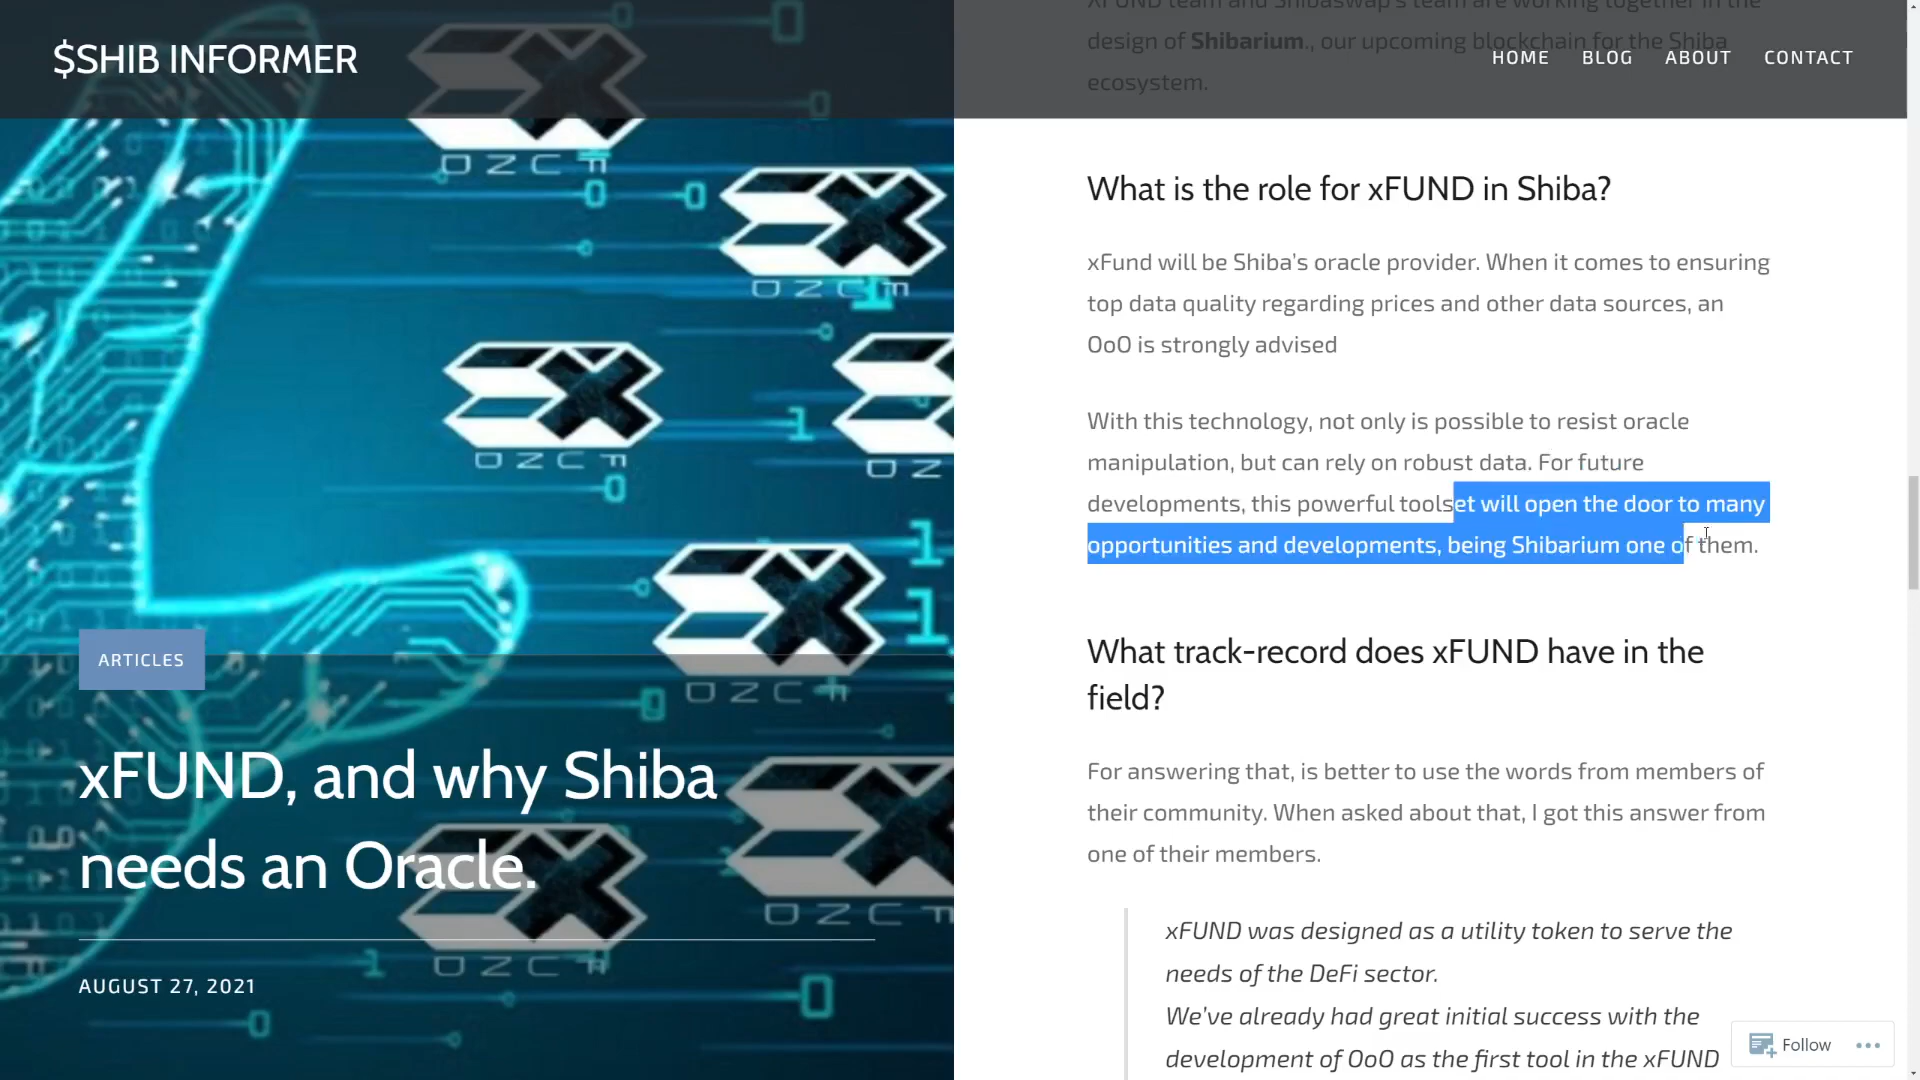 $SHIB INFORMER
HOME
BLOG
ABOUT
CONTACT
ARTICLES
xFUND, and why Shiba
needs an Oracle.
AUGUST 27, 2021
XFUND team and Shibaswap's team are working together in the
design of Shibarium., our upcoming blockchain for the Shiba
ecosystem.
What is the role for xFUND in Shiba?
xFund will be Shiba’s oracle provider. When it comes to ensuring
top data quality regarding prices and other data sources, an
OoO is strongly advised
With this technology, not only is possible to resist oracle
manipulation, but can rely on robust data. For future
developments, this powerful toolset will open the door to many
opportunities and developments, being Shibarium one of them.
What track-record does xFUND have in the
field?
For answering that, is better to use the words from members of
their community. When asked about that, I got this answer from
one of their members.
xFUND was designed as a utility token to serve the
needs of the DeFi sector.
We’ve already had great initial success with the
development of OoO as the first tool in the xFUND
Follow